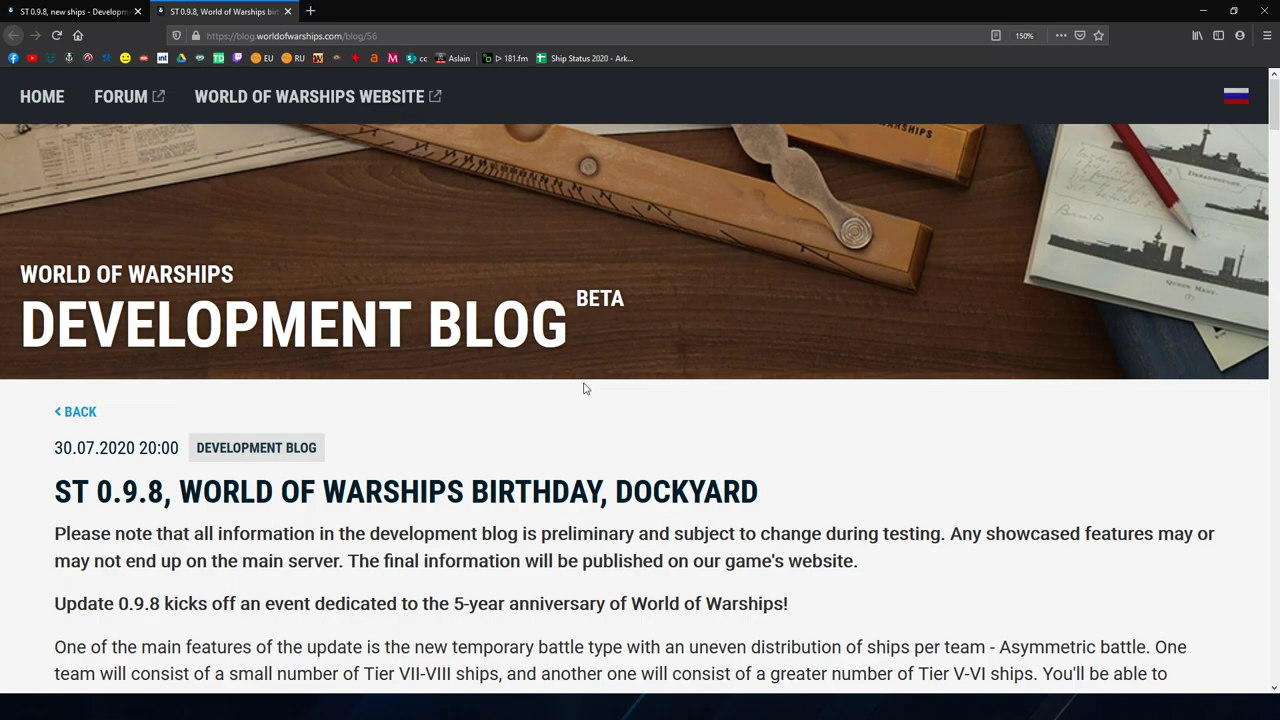 ST 0.9.8, new ships - Developm
ST 0.9.8, World of Warships bir
https://blog.worldofwarships.com/blog/56
150%
EU
RU
cc
Aslain
181.fm
Ship Status 2020 - Ark...
HOME
FORUM
WORLD OF WARSHIPS WEBSITE
WARSHIPS
DREADNOUGHT.
QUEEN MARY.
WORLD OF WARSHIPS
DEVELOPMENT BLOG BETA
BACK
30.07.2020 20:00 DEVELOPMENT BLOG
ST 0.9.8, WORLD OF WARSHIPS BIRTHDAY, DOCKYARD
Please note that all information in the development blog is preliminary and subject to change during testing. Any showcased features may or
may not end up on the main server. The final information will be published on our game's website.
Update 0.9.8 kicks off an event dedicated to the 5-year anniversary of World of Warships!
One of the main features of the update is the new temporary battle type with an uneven distribution of ships per team - Asymmetric battle. One
team will consist of a small number of Tier VII-VIII ships, and another one will consist of a greater number of Tier V-VI ships. You'll be able to